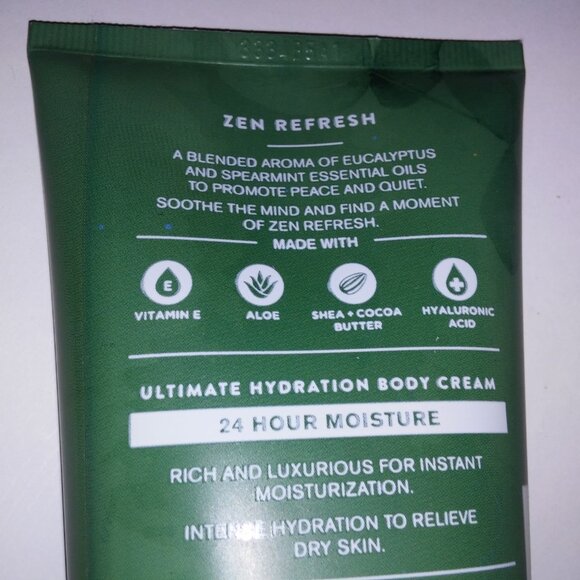 ZEN REFRESH
A BLENDED AROMA OF EUCALYPTUS
AND SPEARMINT ESSENTIAL OILS
TO PROMOTE PEACE AND QUIET.
SOOTHE THE MIND AND FIND A MOMENT
OF ZEN REFRESH.
MADE WITH
E
VITAMIN E
ALOE
SHEA + COCOA
BUTTER
HYALURONIC
ACID
ULTIMATE HYDRATION BODY CREAM
24 HOUR MOISTURE
RICH AND LUXURIOUS FOR INSTANT
MOISTURIZATION.
INTENSE HYDRATION TO RELIEVE
DRY SKIN.